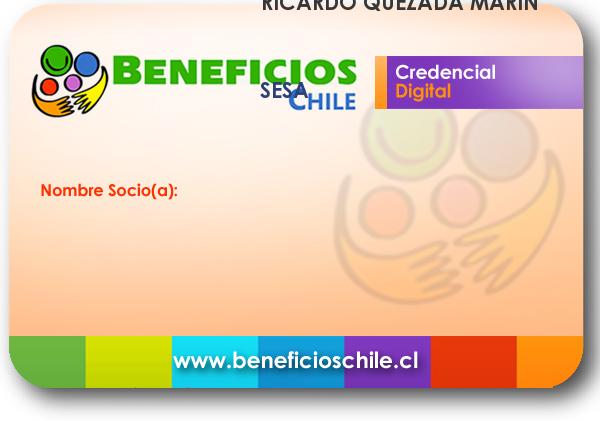 RICARDO QUEZADA MARIN
BENEFICIOS
SESA
CHILE
Credencial
Digital
Nombre Socio(a):
www.beneficioschile.cl